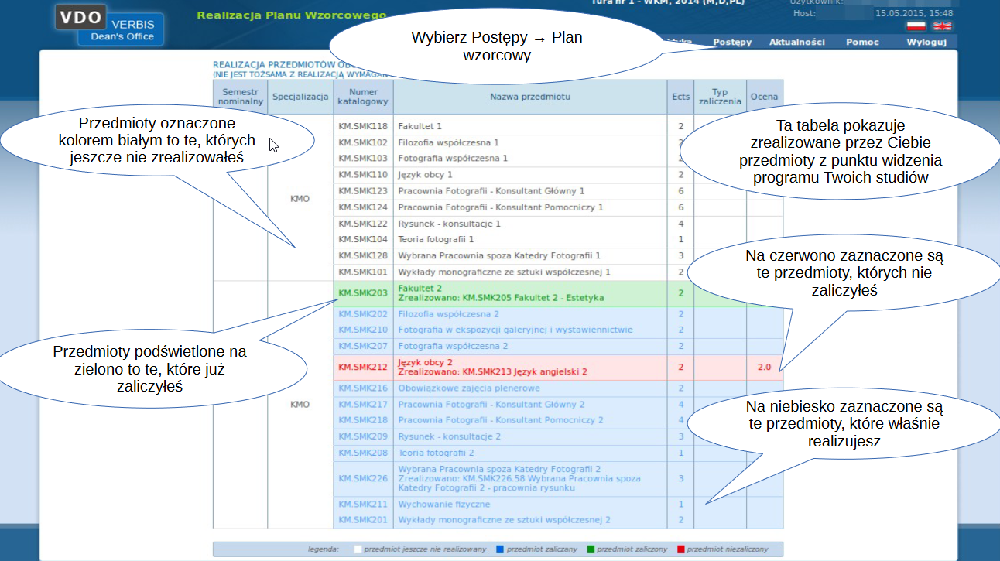 VDO
VERBIS
Dean's Office
Realizacja Planu Wzorcowego
Tura nr 1 - WKM, 2014 (M,D,PL)
Użytkownik:
Host:
15.05.2015, 15:48
Postępy
Aktualności
Pomoc
Wyloguj
Wybierz Postępy → Plan
wzorcowy
REALIZACJA PRZEDMIOTÓW
(NIE JEST TOŻSAMA Z REALIZACJĄ
Semestr nominalny | Specjalizacja | Numer katalogowy | Nazwa przedmiotu | Ects | Typ zaliczenia | Ocena
Przedmioty oznaczone
kolorem białym to te, których
jeszcze nie zrealizowałeś
Ta tabela pokazuje
zrealizowane przez Ciebie
przedmioty z punktu widzenia
programu Twoich studiów
KM.SMK118 Fakultet 1 2
KM.SMK102 Filozofia współczesna 1 2
KM.SMK103 Fotografia współczesna 1
KM.SMK110 Język obcy 1 2
KM.SMK123 Pracownia Fotografii - Konsultant Główny 1 6
KMO
KM.SMK124 Pracownia Fotografii - Konsultant Pomocniczy 1 6
KM.SMK122 Rysunek - konsultacje 1 4
KM.SMK104 Teoria fotografii 1 1
KM.SMK128 Wybrana Pracownia spoza Katedry Fotografii 1 3
KM.SMK101 Wykłady monograficzne ze sztuki współczesnej 1 2
Na czerwono zaznaczone są
te przedmioty, których nie
zaliczyłeś
KM.SMK203 Fakultet 2 2
Zrealizowano: KM.SMK205 Fakultet 2 - Estetyka
KM.SMK202 Filozofia współczesna 2 2
KM.SMK210 Fotografia w ekspozycji galeryjnej i wystawiennictwie 2
KM.SMK207 Fotografia współczesna 2 2
Przedmioty podświetlone na
zielono to te, które już
zaliczyłeś
KM.SMK212 Język obcy 2 2 2.0
Zrealizowano: KM.SMK213 Język angielski 2
KM.SMK216 Obowiązkowe zajęcia plenerowe 2
KMO
KM.SMK217 Pracownia Fotografii - Konsultant Główny 2 4
KM.SMK218 Pracownia Fotografii - Konsultant Pomocniczy 2 4
KM.SMK209 Rysunek - konsultacje 2 3
KM.SMK208 Teoria fotografii 2 1
Na niebiesko zaznaczone są
te przedmioty, które właśnie
realizujesz
KM.SMK226 Wybrana Pracownia spoza Katedry Fotografii 2 3
Zrealizowano: KM.SMK226.58 Wybrana Pracownia spoza
Katedry Fotografii 2 - pracownia rysunku
KM.SMK211 Wychowanie fizyczne 1
KM.SMK201 Wykłady monograficzne ze sztuki współczesnej 2 2
legenda: przedmiot jeszcze nie realizowany przedmiot zaliczany przedmiot zaliczony przedmiot niezaliczony